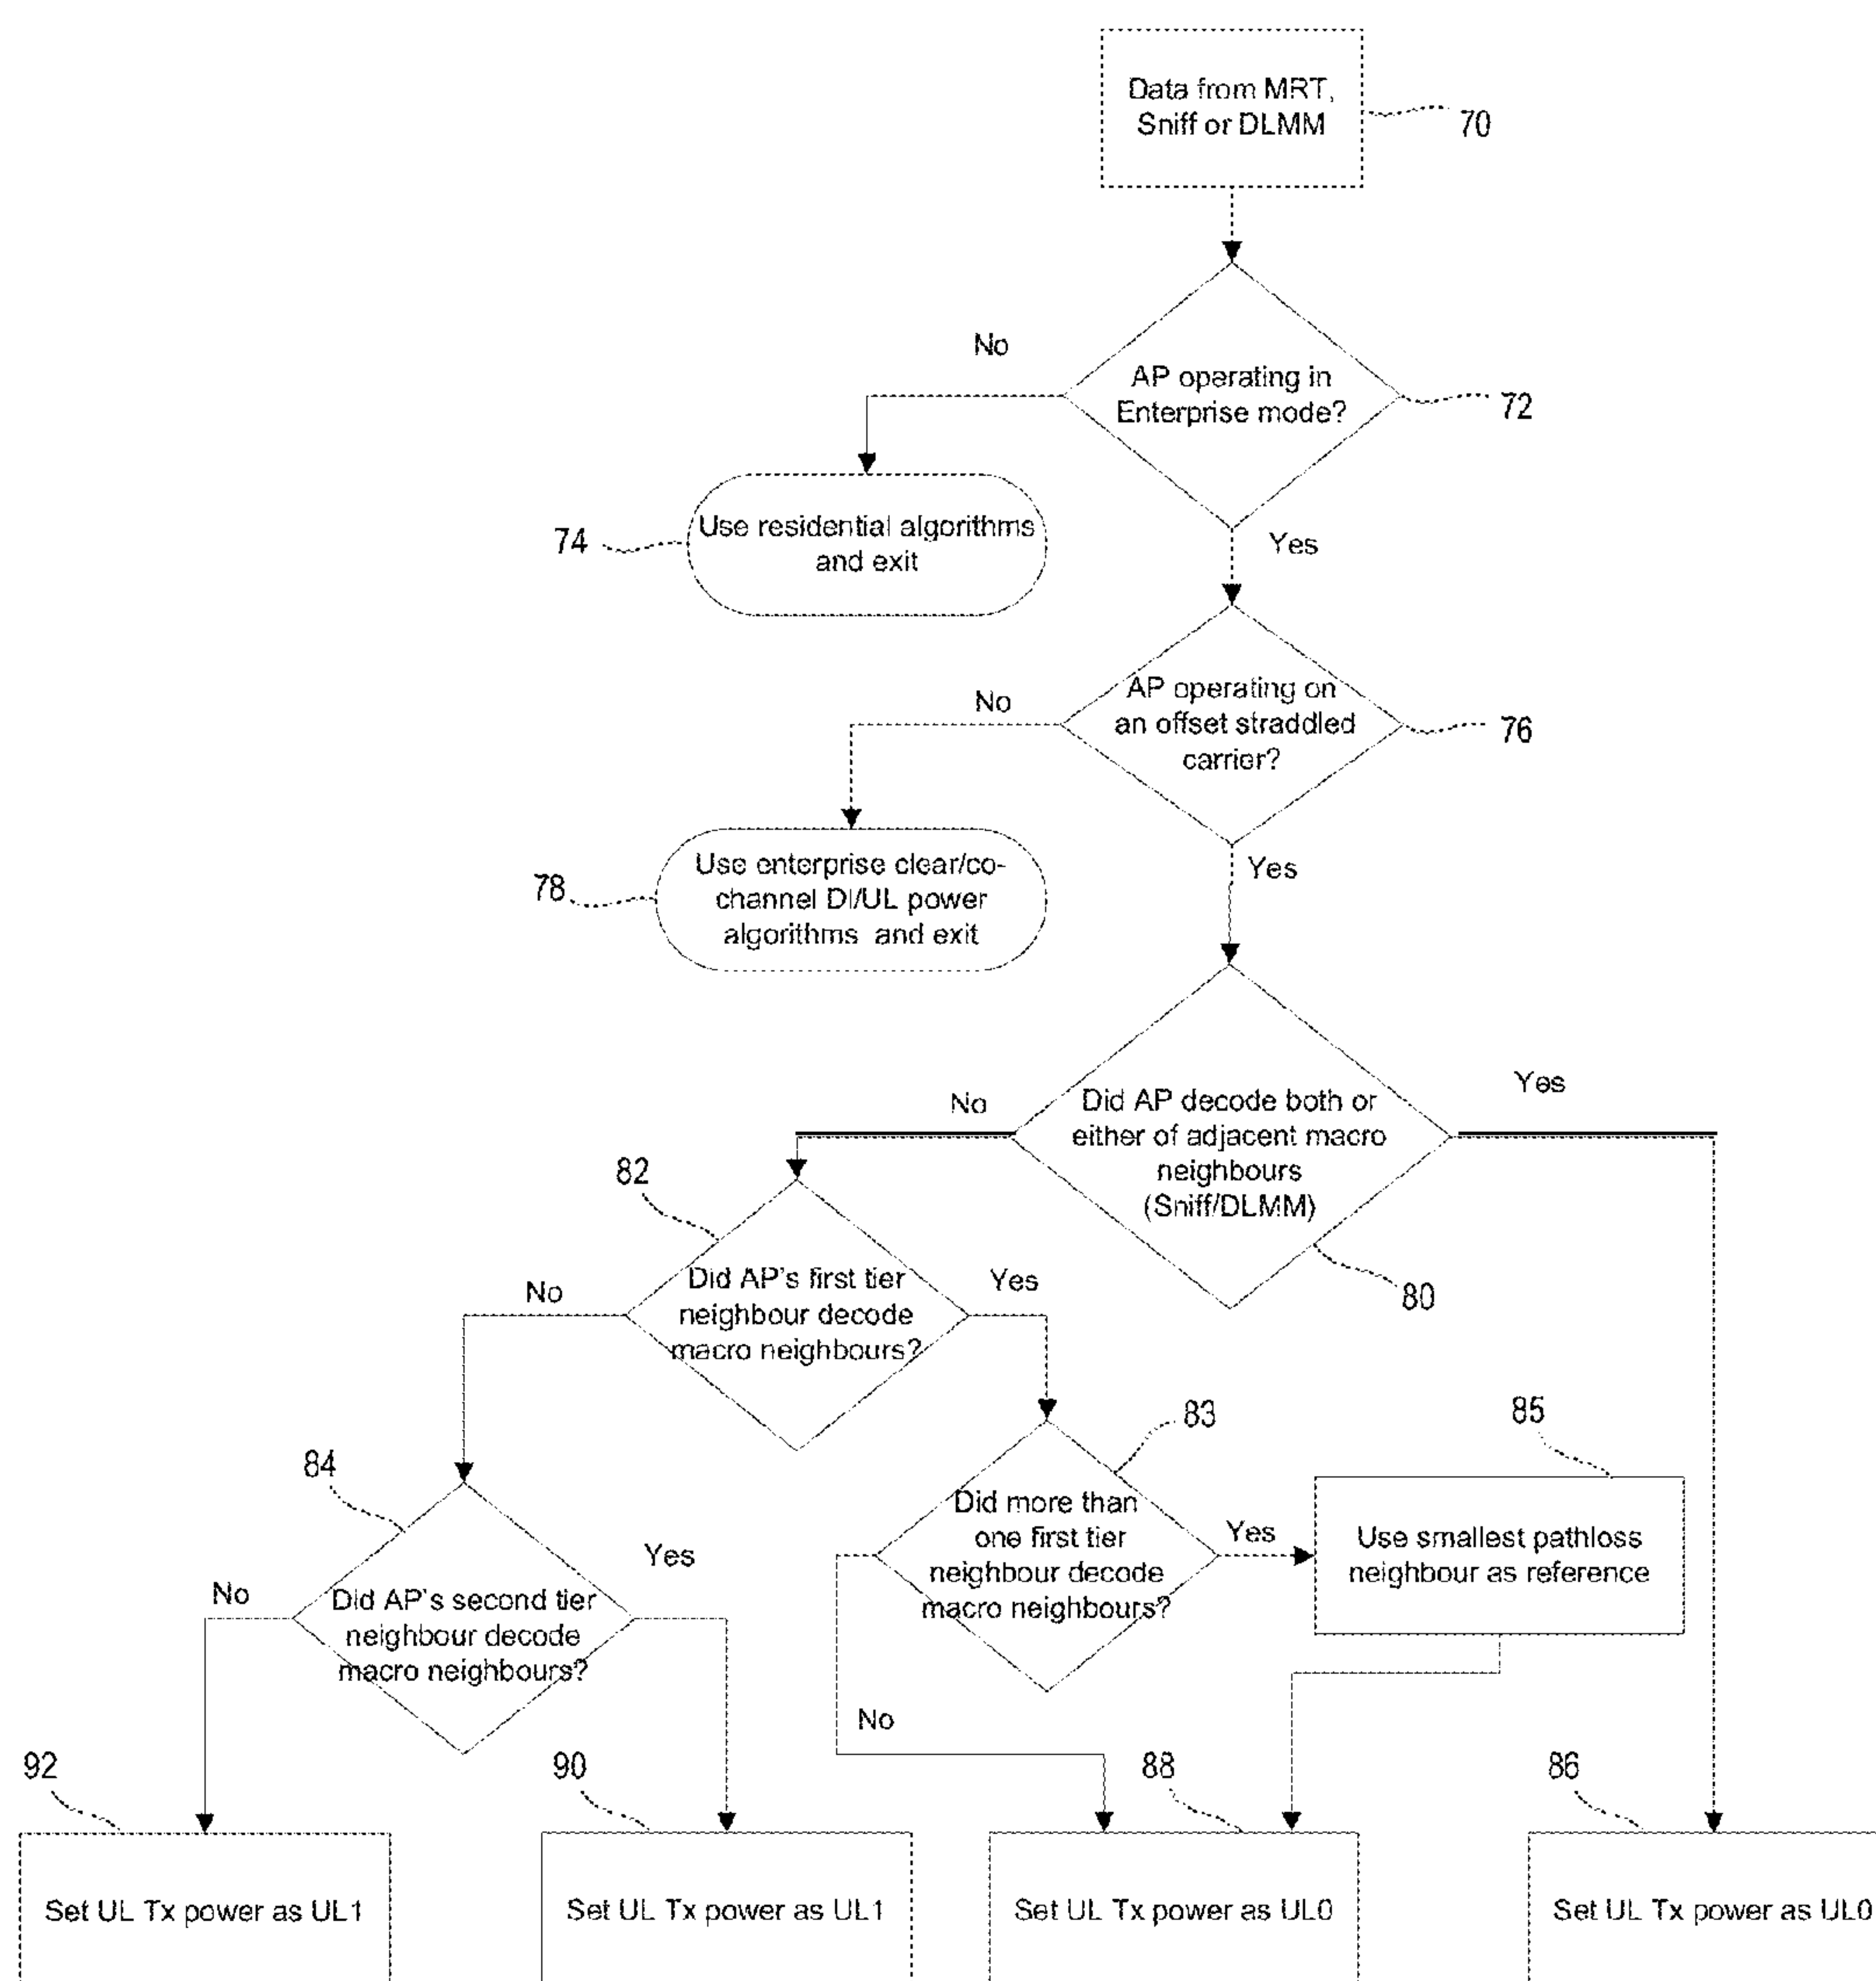 Data from MRT,
Sniff or DLMM
70
No
AP operating in
Enterprise mode?
72
Use residential algorithms
and exit
74
Yes
AP operating on
an offset straddled
carrier?
No
76
Use enterprise clear/co-
channel Dl/UL power
algorithms and exit
78
Yes
Did AP decode both or
either of adjacent macro
neighbours
(Sniff/DLMM)
No
Yes
80
82
Did AP's first tier
neighbour decode
macro neighbours?
No
Yes
83
Did more than
one first tier
neighbour decode
macro neighbours?
Yes
No
85
Use smallest pathloss
neighbour as reference
84
Did AP's second tier
neighbour decode
macro neighbours?
No
Yes
92
Set UL Tx power as UL1
90
Set UL Tx power as UL1
88
Set UL Tx power as UL0
86
Set UL Tx power as UL0